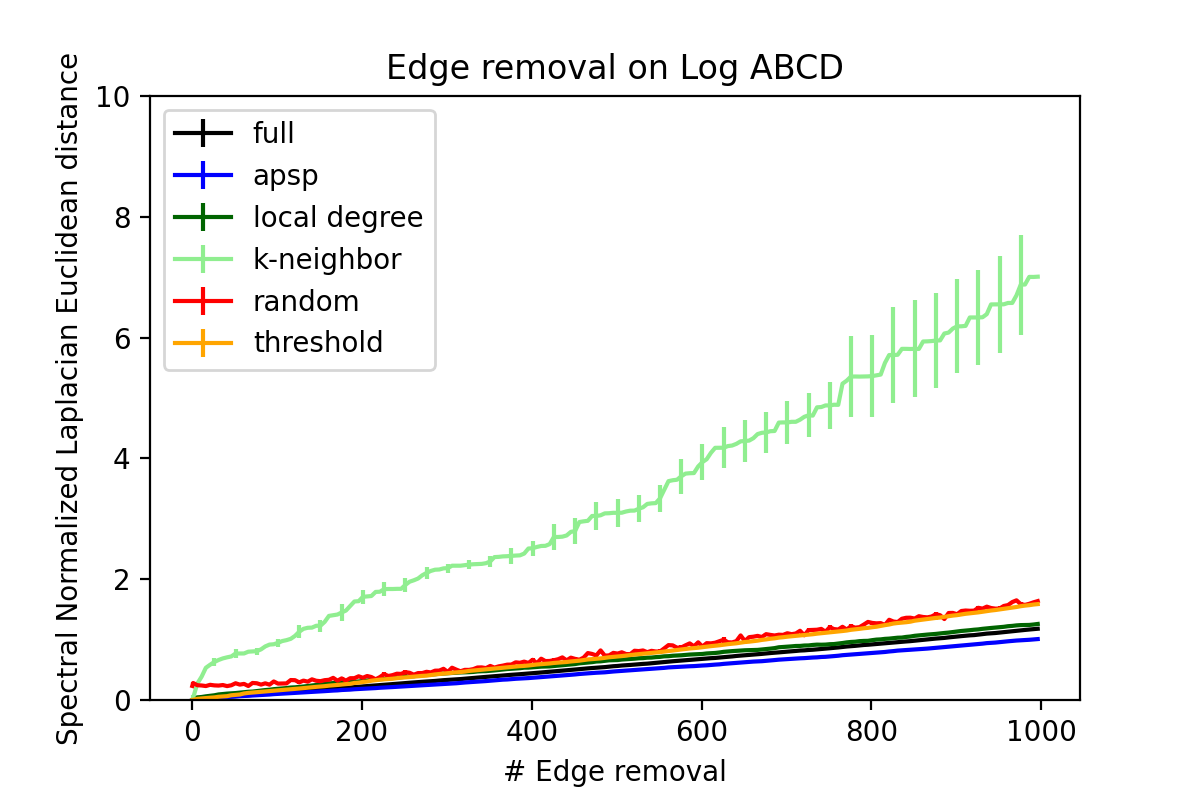 Edge removal on Log ABCD
Spectral Normalized Laplacian Euclidean distance
10
8
6
4
2
0
full
apsp
local degree
k-neighbor
random
threshold
0 200 400 600 800 1000
# Edge removal